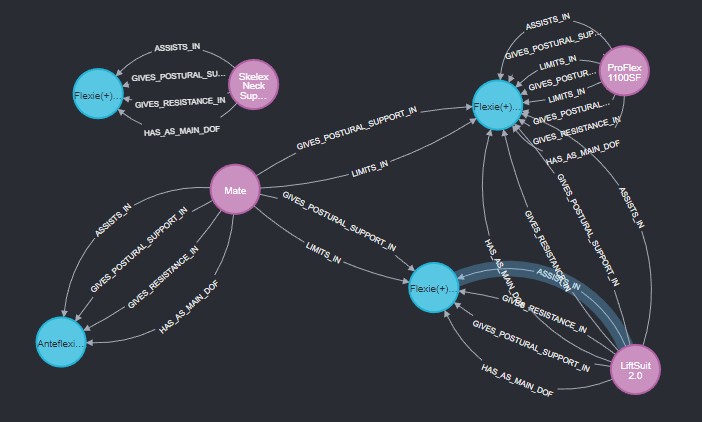 ASSISTS_IN
GIVES_POSTURAL_SU...
GIVES_RESISTANCE_IN
HAS_AS_MAIN_DOF
Flexie(+)...
Skelex
Neck
Sup...
ASSISTS_IN
GIVES_POSTURAL_SUP...
LIMITS_IN
GIVES_POSTUR...
LIMITS_IN
GIVES_POSTURAL...
GIVES_RESISTANCE_IN
HAS_AS_MAIN_DOF
Flexie(+)...
ProFlex
1100SF
GIVES_POSTURAL_SUPPORT_IN
LIMITS_IN
Mate
GIVES_POSTURAL_SUPPORT_IN
LIMITS_IN
ASSISTS_IN
GIVES_POSTURAL_SUPPORT_IN
GIVES_RESISTANCE_IN
HAS_AS_MAIN_DOF
Anteflexi...
HAS_AS_MAIN_DOF
GIVES_RESISTANCE_IN
GIVES_POSTURAL_SUPPORT_IN
ASSISTS_IN
Flexie(+)...
ASSISTS_IN
GIVES_RESISTANCE_IN
GIVES_POSTURAL_SUPPORT_IN
HAS_AS_MAIN_DOF
LiftSuit
2.0